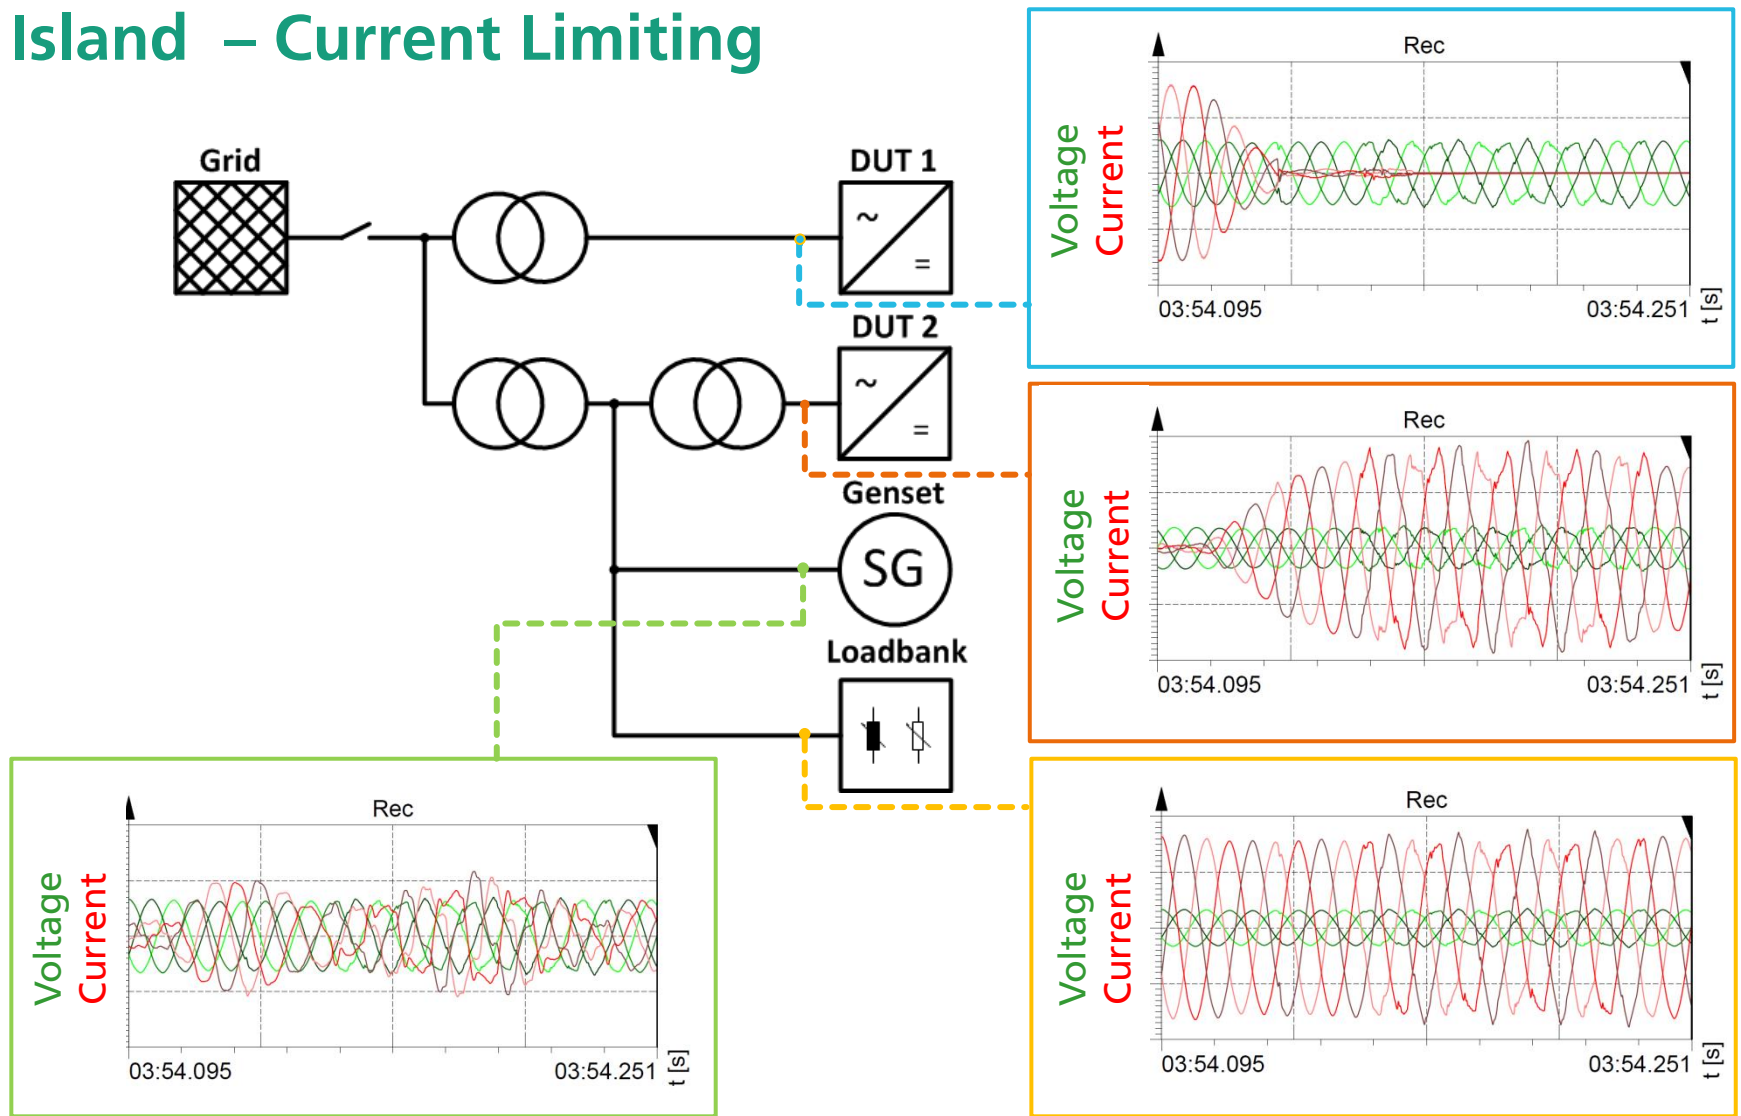 Island – Current Limiting
Grid
DUT 1
~
=
DUT 2
~
=
Genset
SG
Loadbank
Rec
Voltage
Current
03:54.095
03:54.251
t [s]
Rec
Voltage
Current
03:54.095
03:54.251
t [s]
Rec
Voltage
Current
03:54.095
03:54.251
t [s]
Rec
Voltage
Current
03:54.095
03:54.251
t [s]